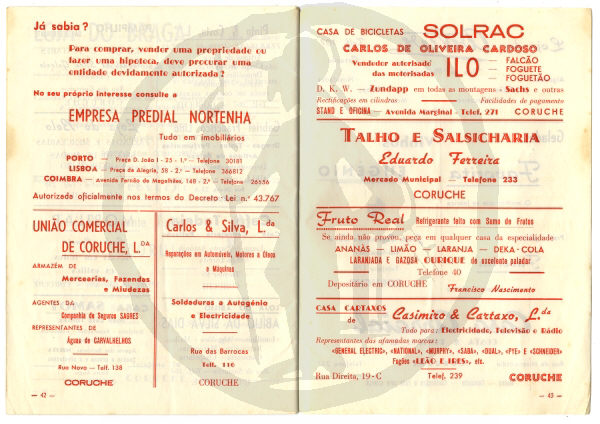 Já sabia?
Para comprar, vender uma propriedade ou
fazer uma hipoteca, deve procurar uma
entidade devidamente autorizada?
No seu próprio interesse consulte a
EMPRESA PREDIAL NORTENHA
Tudo em imobiliários
PORTO — Praça D. João I - 25 - 1.º — Telefone 30181
LISBOA — Praça da Alegria, 58 - 2.º — Telefone 366812
COIMBRA — Avenida Fernão de Magalhães, 148 - 2.º — Telefone 26556
Autorizada oficialmente nos termos do Decreto - Lei n.º 43.767
UNIÃO COMERCIAL
DE CORUCHE, L.DA
ARMAZÉM DE
Mercearias, Fazendas
e Miudezas
AGENTES DA
Companhia de Seguros SAGRES
REPRESENTANTES DE
Águas de CARVALHELHOS
Rua Nova — Telf. 138
CORUCHE
Carlos & Silva, L.da
Reparações em Automóveis, Motores a Óleos
e Máquinas
Soldaduras a Autogénio
e Electricidade
Rua das Barrocas
Telf. 110
CORUCHE
— 42 —
CASA DE BICICLETAS SOLRAC
CARLOS DE OLIVEIRA CARDOSO
Vendedor autorizado
das motorisadas
ILO — FALCÃO
FOGUETE
FOGUETÃO
D. K. W. — Zundapp em todas as montagens - Sachs e outras
Rectificações em cilindros — Facilidades de pagamento
STAND E OFICINA — Avenida Marginal - Telef. 271 CORUCHE
TALHO E SALSICHARIA
Eduardo Ferreira
Mercado Municipal — Telefone 233
CORUCHE
Fruto Real Refrigerante feito com Sumo de Frutas
Se ainda não provou, peça em qualquer casa da especialidade
ANANÁS — LIMÃO — LARANJA — DEKA - COLA
LARANJADA E GAZOSA OURIQUE de excelente paladar
Telefone 40
Depositário em CORUCHE Francisco Nascimento
CASA CARTAXOS
de Casimiro & Cartaxo, L.da
Tudo para: Electricidade, Televisão e Rádio
Representantes das afamadas marcas:
«GENERAL ELECTRIC», «NATIONAL», «MURPHY», «SABA», «DUAL», «PYE» E «SCHNEIDER»
Fogões «LEÃO E IRES», etc.
Rua Direita, 19-C Telef. 239 CORUCHE
— 43 —